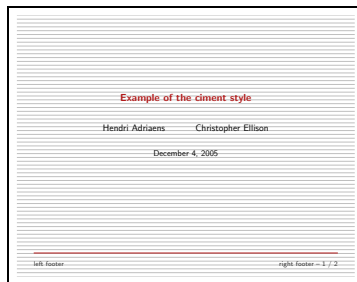 Example of the ciment style
Hendri Adriaens Christopher Ellison
December 4, 2005
left footer right footer – 1 / 2